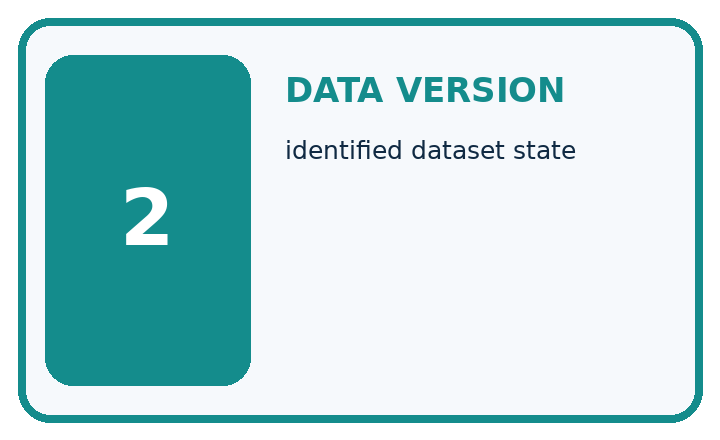 2
DATA VERSION
identified dataset state